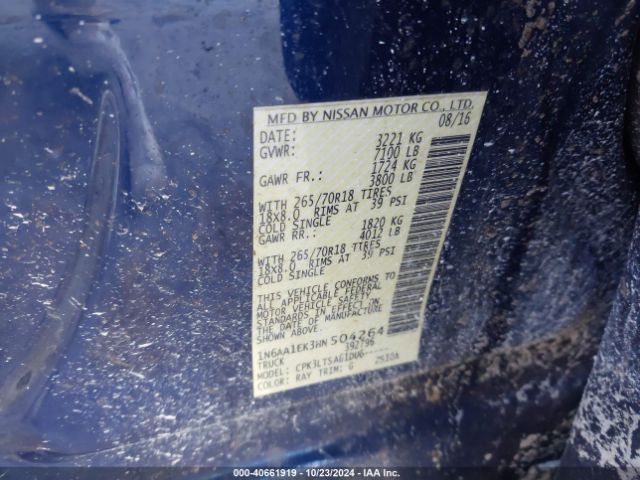 MFD BY NISSAN MOTOR CO., LTD.
DATE: 08/16
GVWR: 3221 KG
7100 LB
GAWR FR.: 1724 KG
3800 LB
WITH 265/70R18 TIRES
18X8.0 RIMS AT 39 PSI
COLD SINGLE
GAWR RR.: 1820 KG
4012 LB
WITH 265/70R18 TIRES
18X8.0 RIMS AT 39 PSI
COLD SINGLE
THIS VEHICLE CONFORMS TO
ALL APPLICABLE FEDERAL
MOTOR VEHICLE SAFETY
STANDARDS IN EFFECT ON
THE DATE OF MANUFACTURE
SHOWN ABOVE.
1N6AA1EK3HN504264
TRUCK 392796
MODEL: CPK3LTSAG1DU6-----
COLOR: RAY TRIM: G 2510A
000-40661919 - 10/23/2024 - IAA Inc.